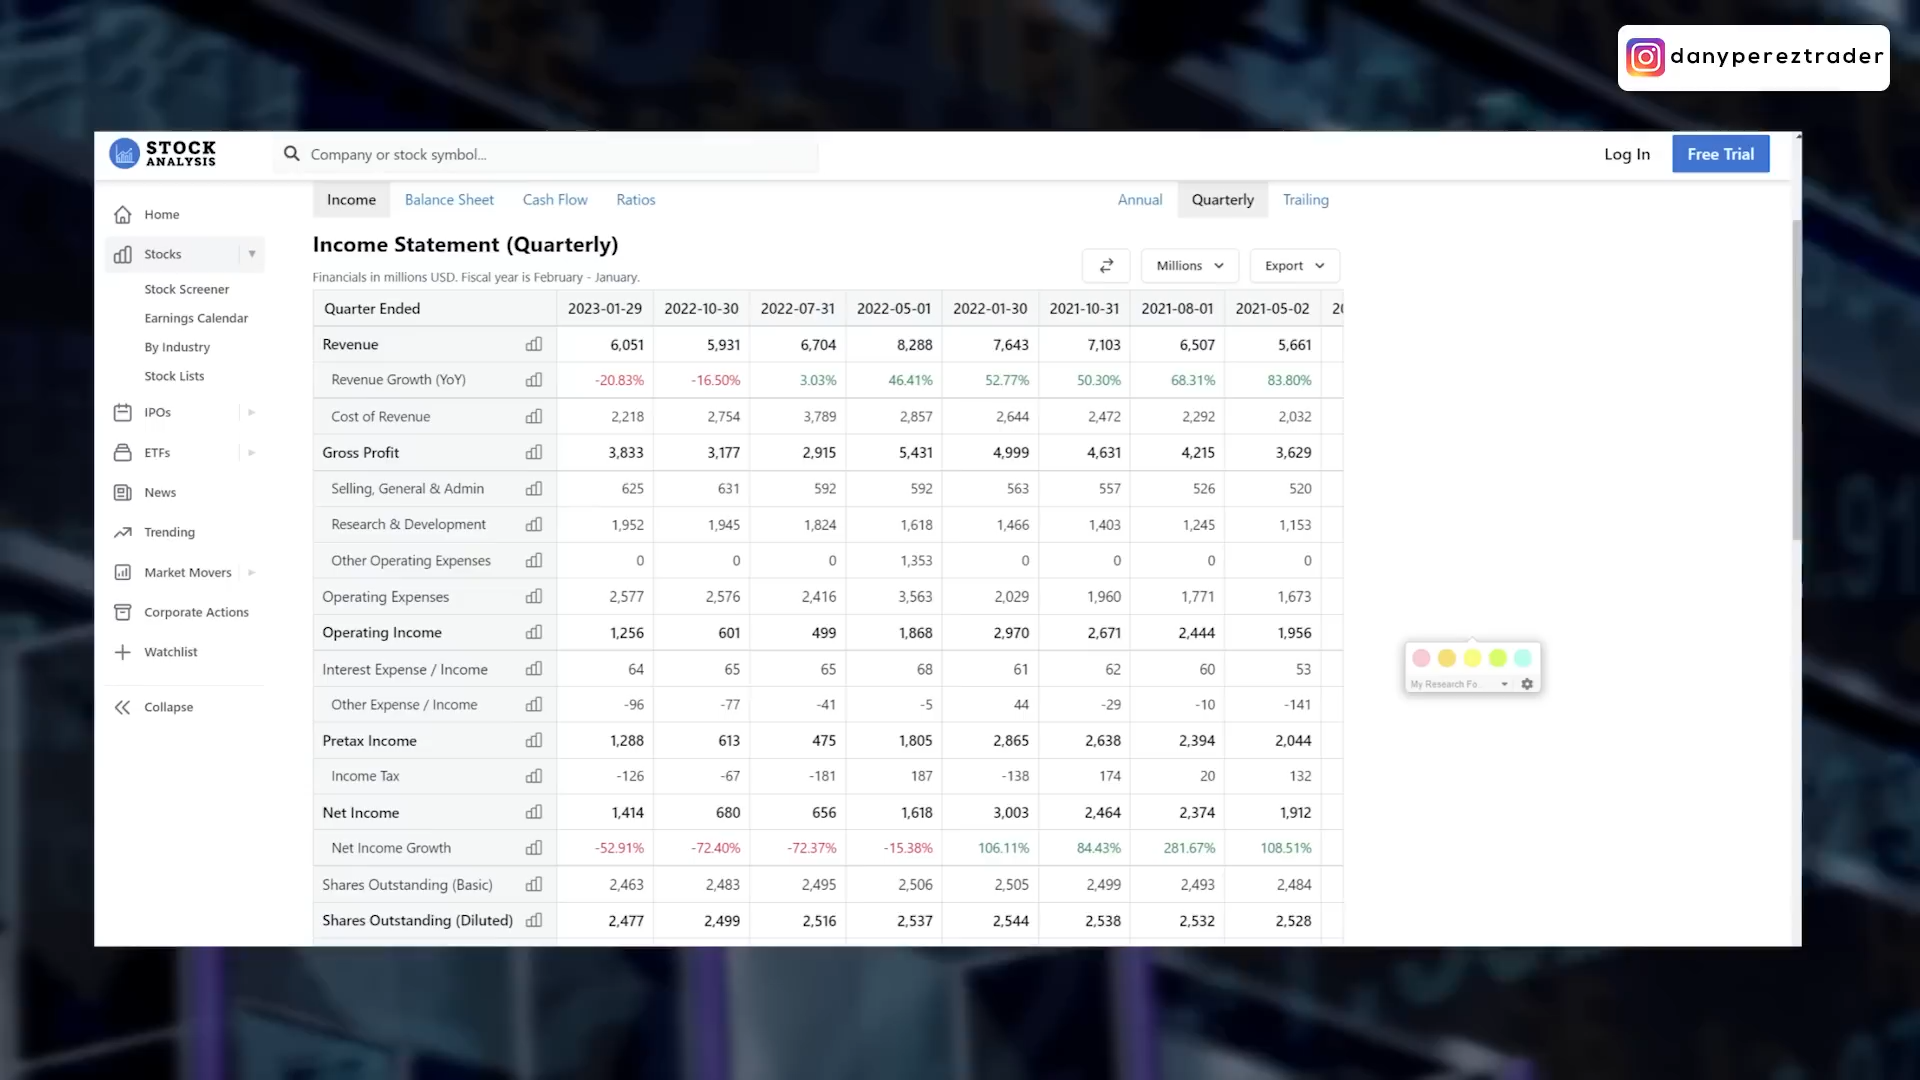 danypereztrader
STOCK
ANALYSIS
Company or stock symbol...
Log In
Free Trial
Home
Stocks
Stock Screener
Earnings Calendar
By Industry
Stock Lists
IPOs
ETFs
News
Trending
Market Movers
Corporate Actions
Watchlist
Collapse
Income Balance Sheet Cash Flow Ratios Annual Quarterly Trailing
Income Statement (Quarterly)
Financials in millions USD. Fiscal year is February - January.
Millions Export
Quarter Ended 2023-01-29 2022-10-30 2022-07-31 2022-05-01 2022-01-30 2021-10-31 2021-08-01 2021-05-02 20
Revenue 6,051 5,931 6,704 8,288 7,643 7,103 6,507 5,661
Revenue Growth (YoY) -20.83% -16.50% 3.03% 46.41% 52.77% 50.30% 68.31% 83.80%
Cost of Revenue 2,218 2,754 3,789 2,857 2,644 2,472 2,292 2,032
Gross Profit 3,833 3,177 2,915 5,431 4,999 4,631 4,215 3,629
Selling, General & Admin 625 631 592 592 563 557 526 520
Research & Development 1,952 1,945 1,824 1,618 1,466 1,403 1,245 1,153
Other Operating Expenses 0 0 0 1,353 0 0 0 0
Operating Expenses 2,577 2,576 2,416 3,563 2,029 1,960 1,771 1,673
Operating Income 1,256 601 499 1,868 2,970 2,671 2,444 1,956
Interest Expense / Income 64 65 65 68 61 62 60 53
Other Expense / Income -96 -77 -41 -5 44 -29 -10 -141
Pretax Income 1,288 613 475 1,805 2,865 2,638 2,394 2,044
Income Tax -126 -67 -181 187 -138 174 20 132
Net Income 1,414 680 656 1,618 3,003 2,464 2,374 1,912
Net Income Growth -52.91% -72.40% -72.37% -15.38% 106.11% 84.43% 281.67% 108.51%
Shares Outstanding (Basic) 2,463 2,483 2,495 2,506 2,505 2,499 2,493 2,484
Shares Outstanding (Diluted) 2,477 2,499 2,516 2,537 2,544 2,538 2,532 2,528
My Research Fo...